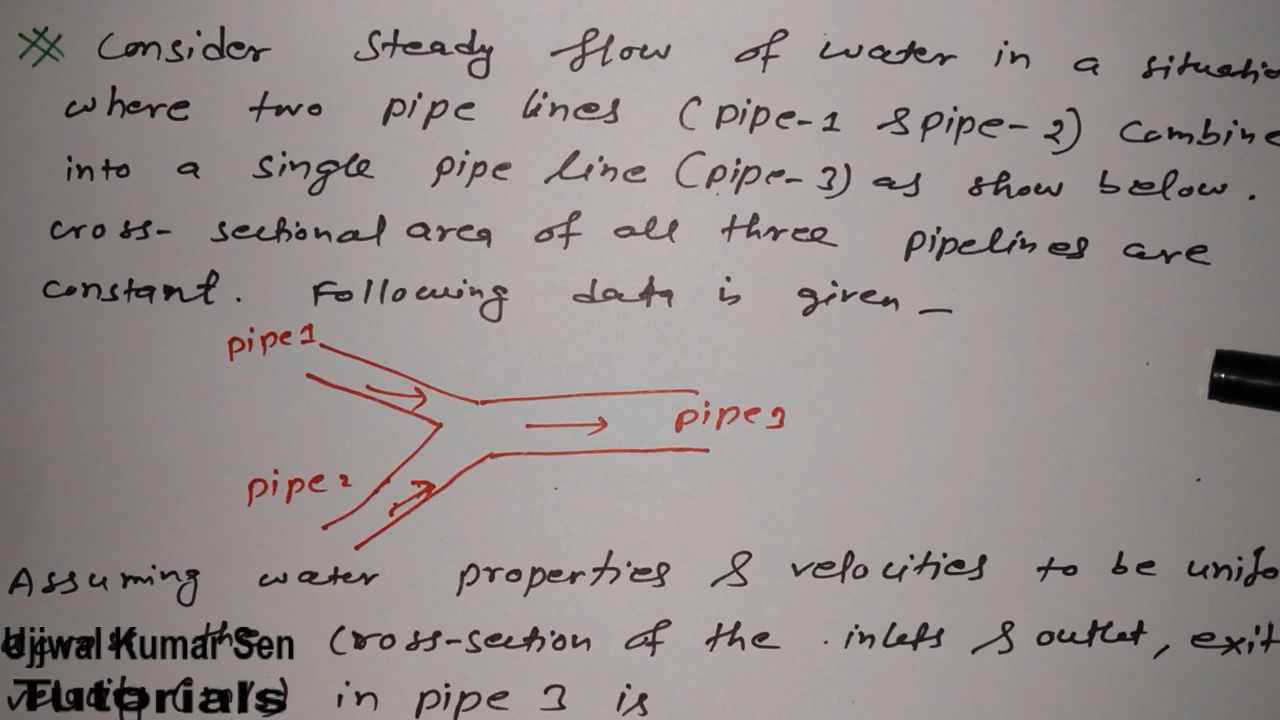 Consider steady flow of water in a situatio
where two pipe lines (pipe-1 & pipe-2) combine
into a single pipe line (pipe-3) as show below.
cross-sectional area of all three pipelines are
constant. Following data is given –
pipe 1
pipe 3
pipe 2
Assuming water properties & velocities to be unifo
the cross-section of the inlets & outlet, exit
Ujjwal Kumar Sen
in pipe 3 is
Tutorials